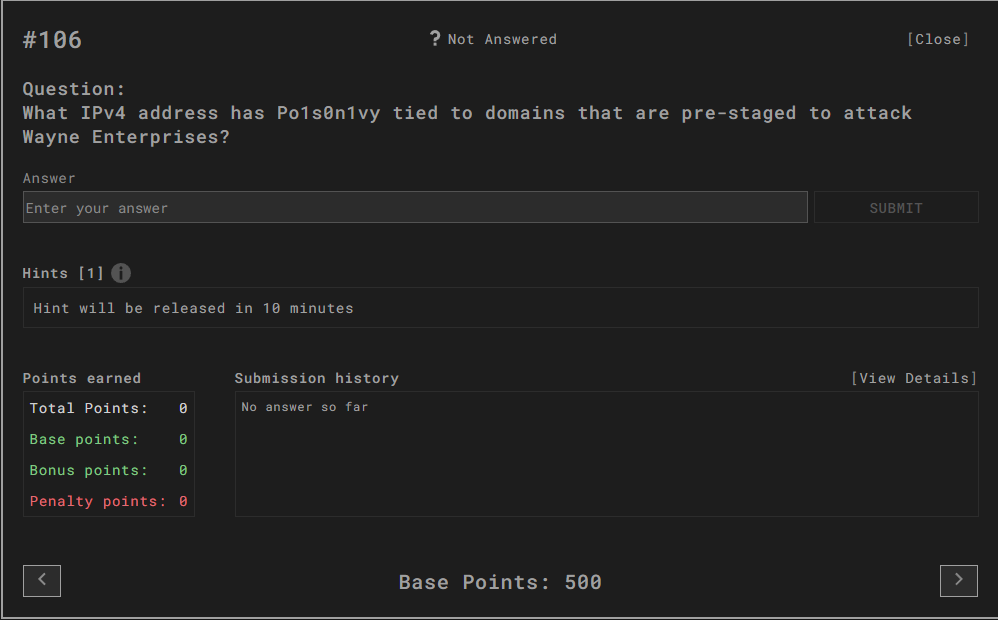 #106
? Not Answered
[Close]
Question:
What IPv4 address has Po1s0n1vy tied to domains that are pre-staged to attack
Wayne Enterprises?
Answer
Enter your answer
SUBMIT
Hints [1]
Hint will be released in 10 minutes
Points earned
Total Points: 0
Base points: 0
Bonus points: 0
Penalty points: 0
Submission history
[View Details]
No answer so far
Base Points: 500